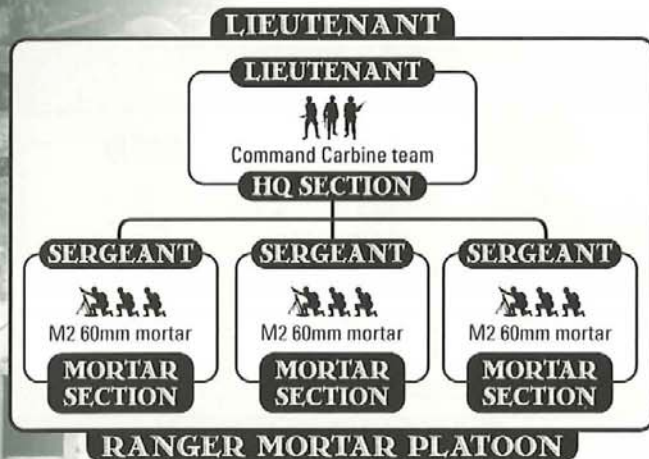 LIEUTENANT
LIEUTENANT
Command Carbine team
HQ SECTION
SERGEANT
M2 60mm mortar
MORTAR
SECTION
SERGEANT
M2 60mm mortar
MORTAR
SECTION
SERGEANT
M2 60mm mortar
MORTAR
SECTION
RANGER MORTAR PLATOON